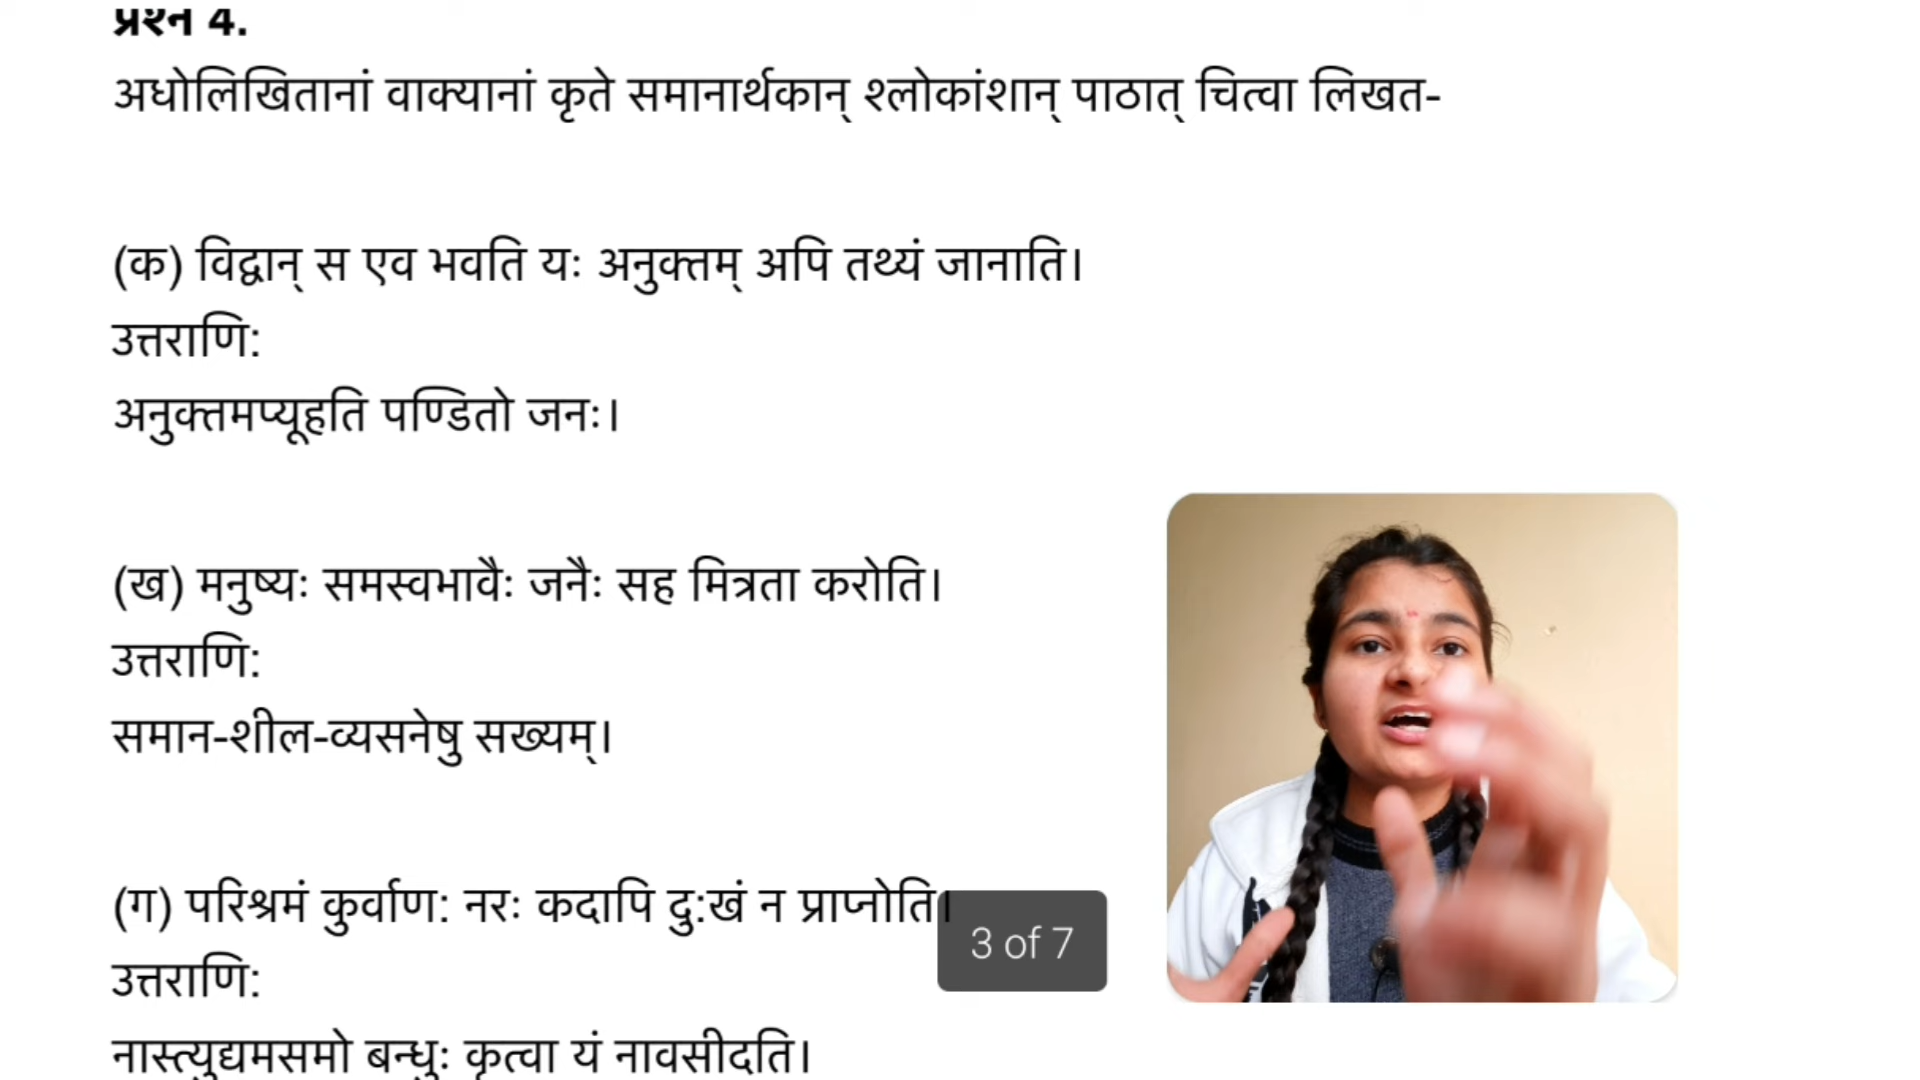 प्रश्न 4.
अधोलिखितानां वाक्यानां कृते समानार्थकान् श्लोकांशान् पाठात् चित्वा लिखत-
(क) विद्वान् स एव भवति यः अनुक्तम् अपि तथ्यं जानाति।
उत्तराणि:
अनुक्तमप्यूहति पण्डितो जनः।
(ख) मनुष्यः समस्वभावैः जनैः सह मित्रता करोति।
उत्तराणि:
समान-शील-व्यसनेषु सख्यम्।
(ग) परिश्रमं कुर्वाण: नरः कदापि दु:खं न प्राप्नोति।
3 of 7
उत्तराणि:
नास्त्युद्यमसमो बन्धुः कृत्वा यं नावसीदति।